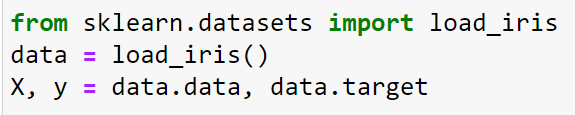 from sklearn.datasets import load_iris
data = load_iris()
X, y = data.data, data.target